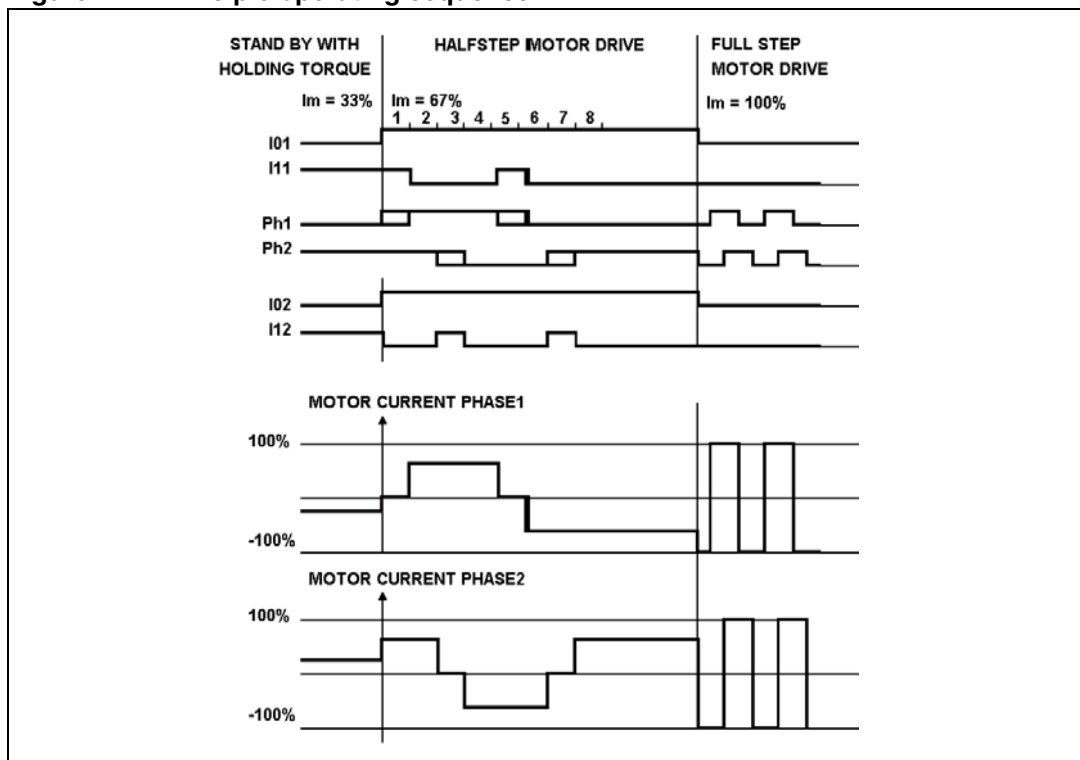 STAND BY WITH
HOLDING TORQUE
Im = 33%
HALFSTEP MOTOR DRIVE
Im = 67%
FULL STEP
MOTOR DRIVE
Im = 100%
1 2 3 4 5 6 7 8
I01
I11
Ph1
Ph2
I02
I12
MOTOR CURRENT PHASE1
100%
-100%
MOTOR CURRENT PHASE2
100%
-100%